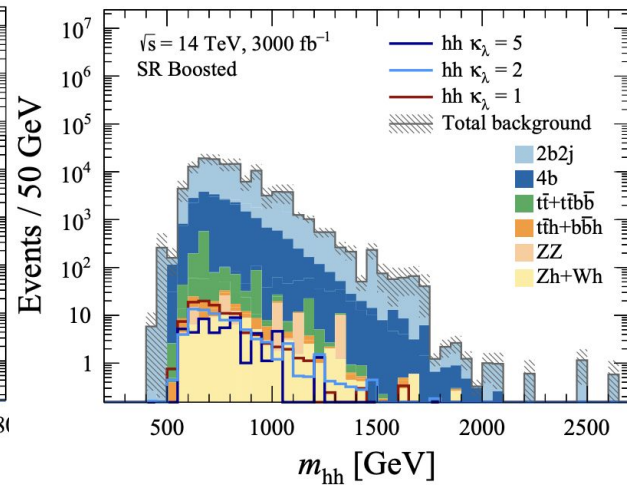 10⁷
10⁶
10⁵
10⁴
10³
10²
10
1
Events / 50 GeV
√s = 14 TeV, 3000 fb⁻¹
SR Boosted
hh κλ = 5
hh κλ = 2
hh κλ = 1
Total background
2b2j
4b
tt̄+tt̄bb̄
tt̄h+bb̄h
ZZ
Zh+Wh
500
1000
1500
2000
2500
m_hh [GeV]